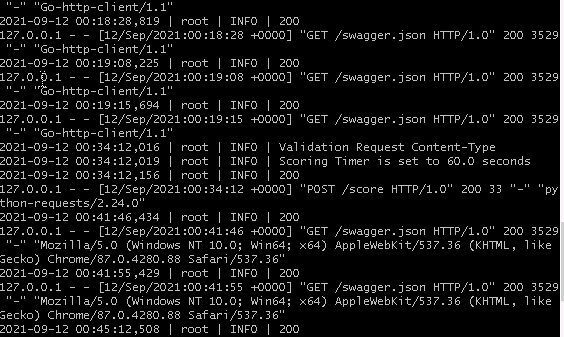 "-" "Go-http-client/1.1"
2021-09-12 00:18:28,819 | root | INFO | 200
127.0.0.1 - - [12/Sep/2021:00:18:28 +0000] "GET /swagger.json HTTP/1.0" 200 3529
 "-" "Go-http-client/1.1"
2021-09-12 00:19:08,225 | root | INFO | 200
127.0.0.1 - - [12/Sep/2021:00:19:08 +0000] "GET /swagger.json HTTP/1.0" 200 3529
 "-" "Go-http-client/1.1"
2021-09-12 00:19:15,694 | root | INFO | 200
127.0.0.1 - - [12/Sep/2021:00:19:15 +0000] "GET /swagger.json HTTP/1.0" 200 3529
 "-" "Go-http-client/1.1"
2021-09-12 00:34:12,016 | root | INFO | Validation Request Content-Type
2021-09-12 00:34:12,019 | root | INFO | Scoring Timer is set to 60.0 seconds
2021-09-12 00:34:12,156 | root | INFO | 200
127.0.0.1 - - [12/Sep/2021:00:34:12 +0000] "POST /score HTTP/1.0" 200 33 "-" "py
thon-requests/2.24.0"
2021-09-12 00:41:46,434 | root | INFO | 200
127.0.0.1 - - [12/Sep/2021:00:41:46 +0000] "GET /swagger.json HTTP/1.0" 200 3529
 "-" "Mozilla/5.0 (Windows NT 10.0; Win64; x64) AppleWebKit/537.36 (KHTML, like
Gecko) Chrome/87.0.4280.88 Safari/537.36"
2021-09-12 00:41:55,429 | root | INFO | 200
127.0.0.1 - - [12/Sep/2021:00:41:55 +0000] "GET /swagger.json HTTP/1.0" 200 3529
 "-" "Mozilla/5.0 (Windows NT 10.0; Win64; x64) AppleWebKit/537.36 (KHTML, like
Gecko) Chrome/87.0.4280.88 Safari/537.36"
2021-09-12 00:45:12,508 | root | INFO | 200